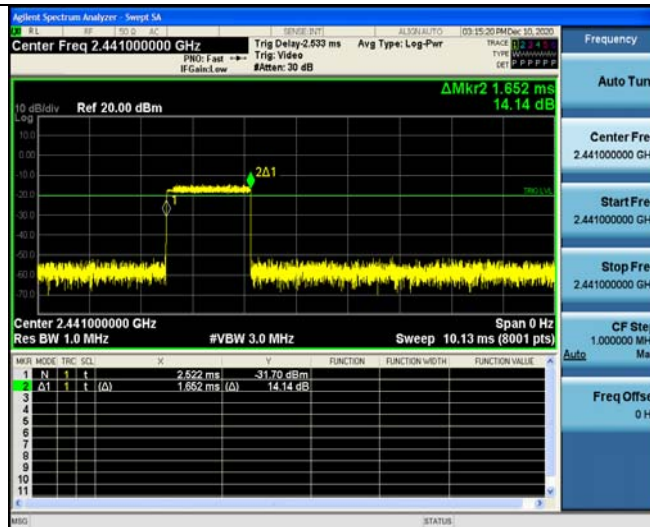 Agilent Spectrum Analyzer - Swept SA
RL RF 50 Ω AC SENSE:INT ALIGN AUTO 03:15:20 PM Dec 10, 2020
Center Freq 2.441000000 GHz
PNO: Fast
IFGain:Low
Trig Delay-2.533 ms
Trig: Video
#Atten: 30 dB
Avg Type: Log-Pwr
TRACE 1 2 3 4 5 6
TYPE
DET P P P P P P
ΔMkr2 1.652 ms
14.14 dB
10 dB/div Ref 20.00 dBm
Log
10.0
0.00
-10.0
-20.0
-30.0
-40.0
-50.0
-60.0
-70.0
2Δ1
1
TRIG LVL
Center 2.441000000 GHz Span 0 Hz
Res BW 1.0 MHz #VBW 3.0 MHz Sweep 10.13 ms (8001 pts)
MKR MODE TRC SCL X Y FUNCTION FUNCTION WIDTH FUNCTION VALUE
1 N 1 t 2.522 ms -31.70 dBm
2 Δ1 1 t (Δ) 1.652 ms (Δ) 14.14 dB
3
4
5
6
7
8
9
10
11
MSG STATUS
Frequency
Auto Tun
Center Fre
2.441000000 GH
Start Fre
2.441000000 GH
Stop Fre
2.441000000 GH
CF Ste
1.000000 MH
Auto Ma
Freq Offse
0 H